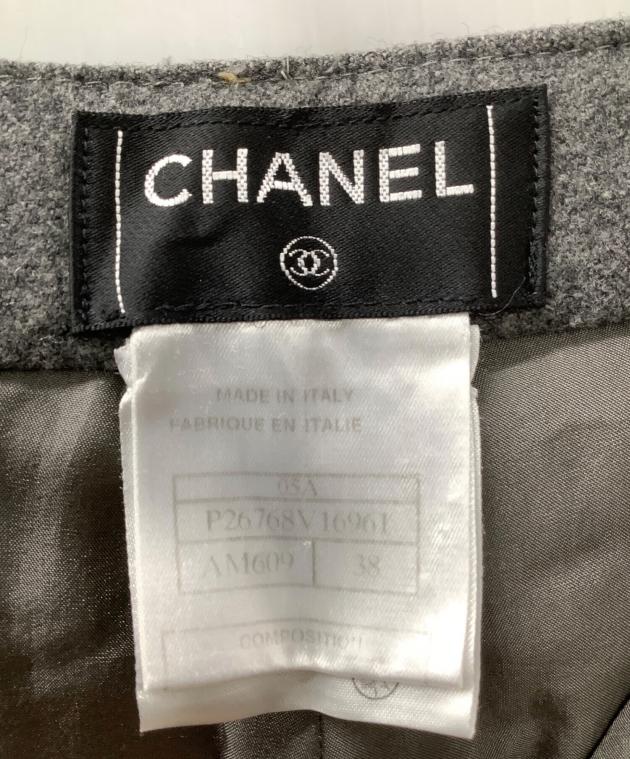 CHANEL
MADE IN ITALY
FABRIQUE EN ITALIE
05A
P26768V16961
AM609 38
COMPOSITION